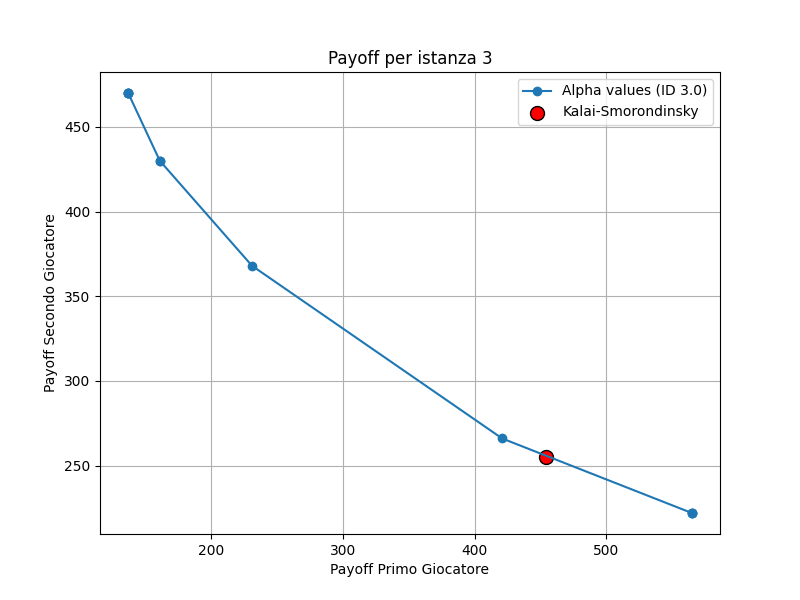 Payoff per istanza 3
Alpha values (ID 3.0)
Kalai-Smorondinsky
Payoff Secondo Giocatore
450
400
350
300
250
200
300
400
500
Payoff Primo Giocatore